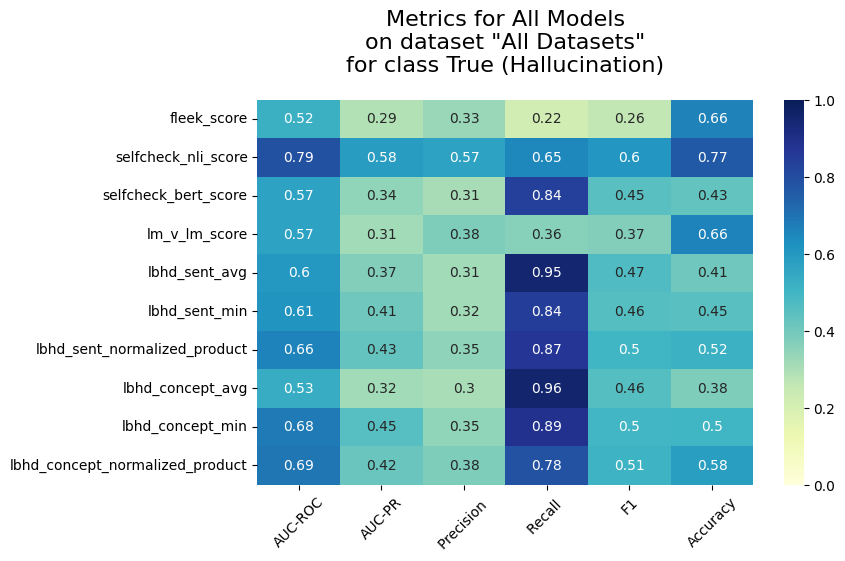 Metrics for All Models
on dataset "All Datasets"
for class True (Hallucination)
fleek_score 0.52 0.29 0.33 0.22 0.26 0.66
selfcheck_nli_score 0.79 0.58 0.57 0.65 0.6 0.77
selfcheck_bert_score 0.57 0.34 0.31 0.84 0.45 0.43
lm_v_lm_score 0.57 0.31 0.38 0.36 0.37 0.66
lbhd_sent_avg 0.6 0.37 0.31 0.95 0.47 0.41
lbhd_sent_min 0.61 0.41 0.32 0.84 0.46 0.45
lbhd_sent_normalized_product 0.66 0.43 0.35 0.87 0.5 0.52
lbhd_concept_avg 0.53 0.32 0.3 0.96 0.46 0.38
lbhd_concept_min 0.68 0.45 0.35 0.89 0.5 0.5
lbhd_concept_normalized_product 0.69 0.42 0.38 0.78 0.51 0.58
AUC-ROC AUC-PR Precision Recall F1 Accuracy
1.0
0.8
0.6
0.4
0.2
0.0